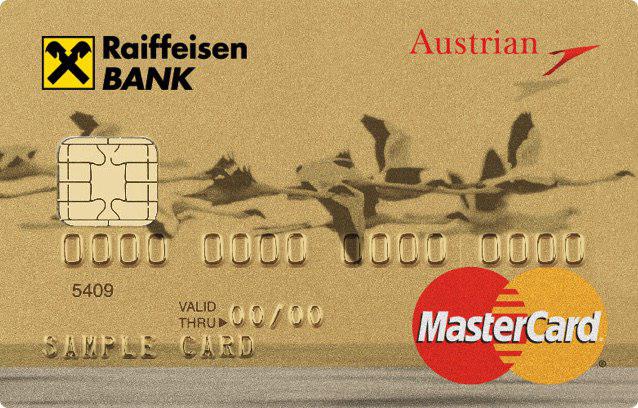 Raiffeisen
BANK
Austrian
0000 0000 0000 0000
5409
VALID
THRU▶ 00/00
SAMPLE CARD
MasterCard®